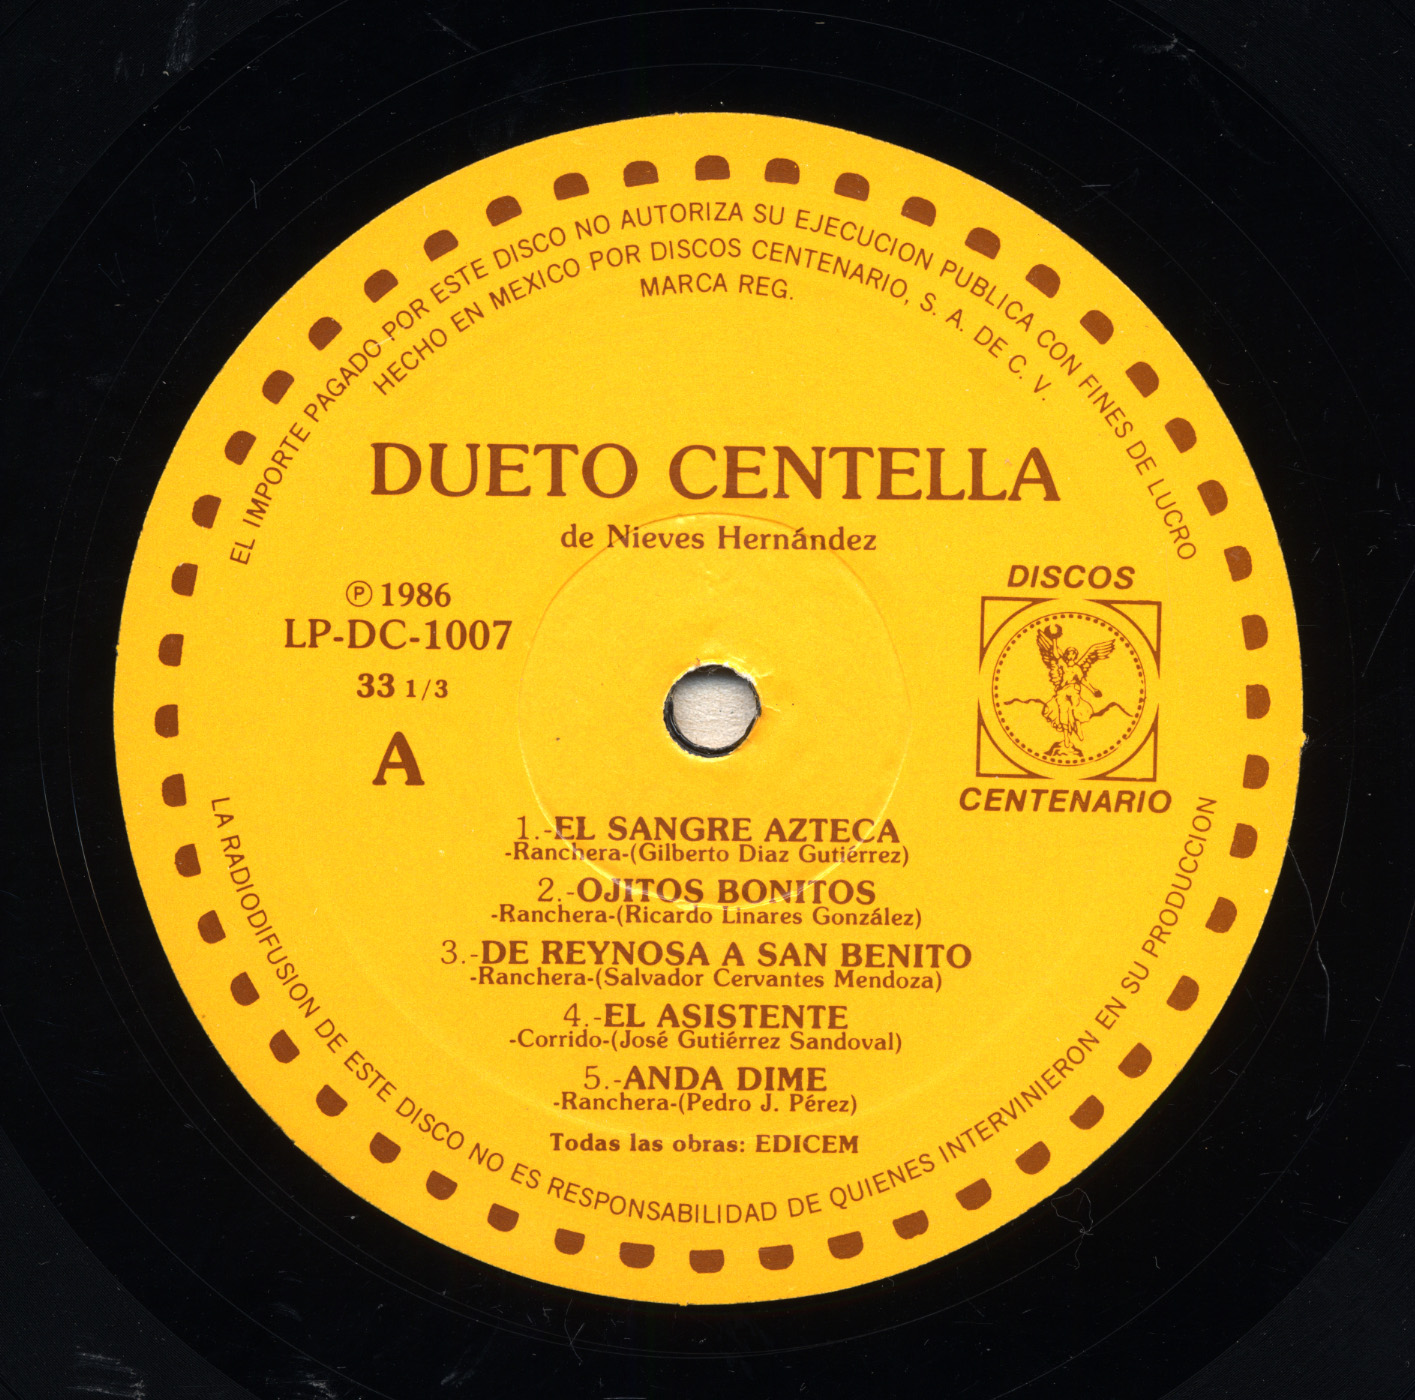 EL IMPORTE PAGADO POR ESTE DISCO NO AUTORIZA SU EJECUCION PUBLICA CON FINES DE LUCRO
HECHO EN MEXICO POR DISCOS CENTENARIO, S. A. DE C. V.
MARCA REG.
DUETO CENTELLA
de Nieves Hernández
Ⓟ 1986
LP-DC-1007
33 1/3
A
DISCOS
CENTENARIO
1.-EL SANGRE AZTECA
-Ranchera-(Gilberto Diaz Gutiérrez)
2.-OJITOS BONITOS
-Ranchera-(Ricardo Linares González)
3.-DE REYNOSA A SAN BENITO
-Ranchera-(Salvador Cervantes Mendoza)
4.-EL ASISTENTE
-Corrido-(José Gutiérrez Sandoval)
5.-ANDA DIME
-Ranchera-(Pedro J. Pérez)
Todas las obras: EDICEM
LA RADIODIFUSION DE ESTE DISCO NO ES RESPONSABILIDAD DE QUIENES INTERVINIERON EN SU PRODUCCION